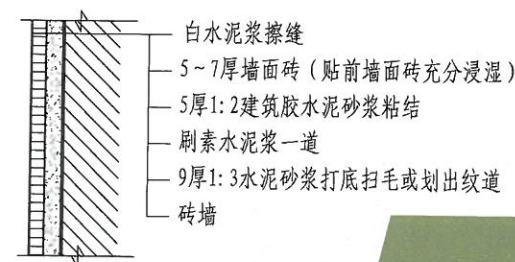 白水泥浆擦缝
5~7厚墙面砖（贴前墙面砖充分浸湿）
5厚1:2建筑胶水泥砂浆粘结
刷素水泥浆一道
9厚1:3水泥砂浆打底扫毛或划出纹道
砖墙